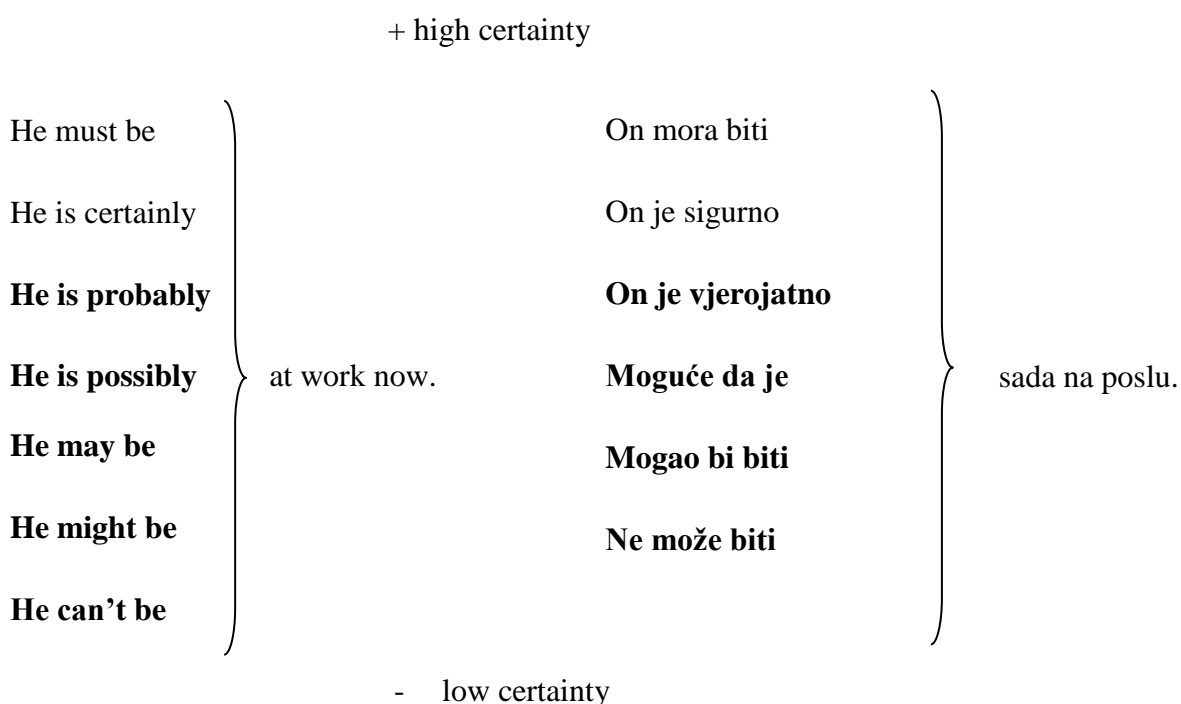 + high certainty
He must be
He is certainly
He is probably
He is possibly
He may be
He might be
He can’t be
at work now.
On mora biti
On je sigurno
On je vjerojatno
Moguće da je
Mogao bi biti
Ne može biti
sada na poslu.
- low certainty